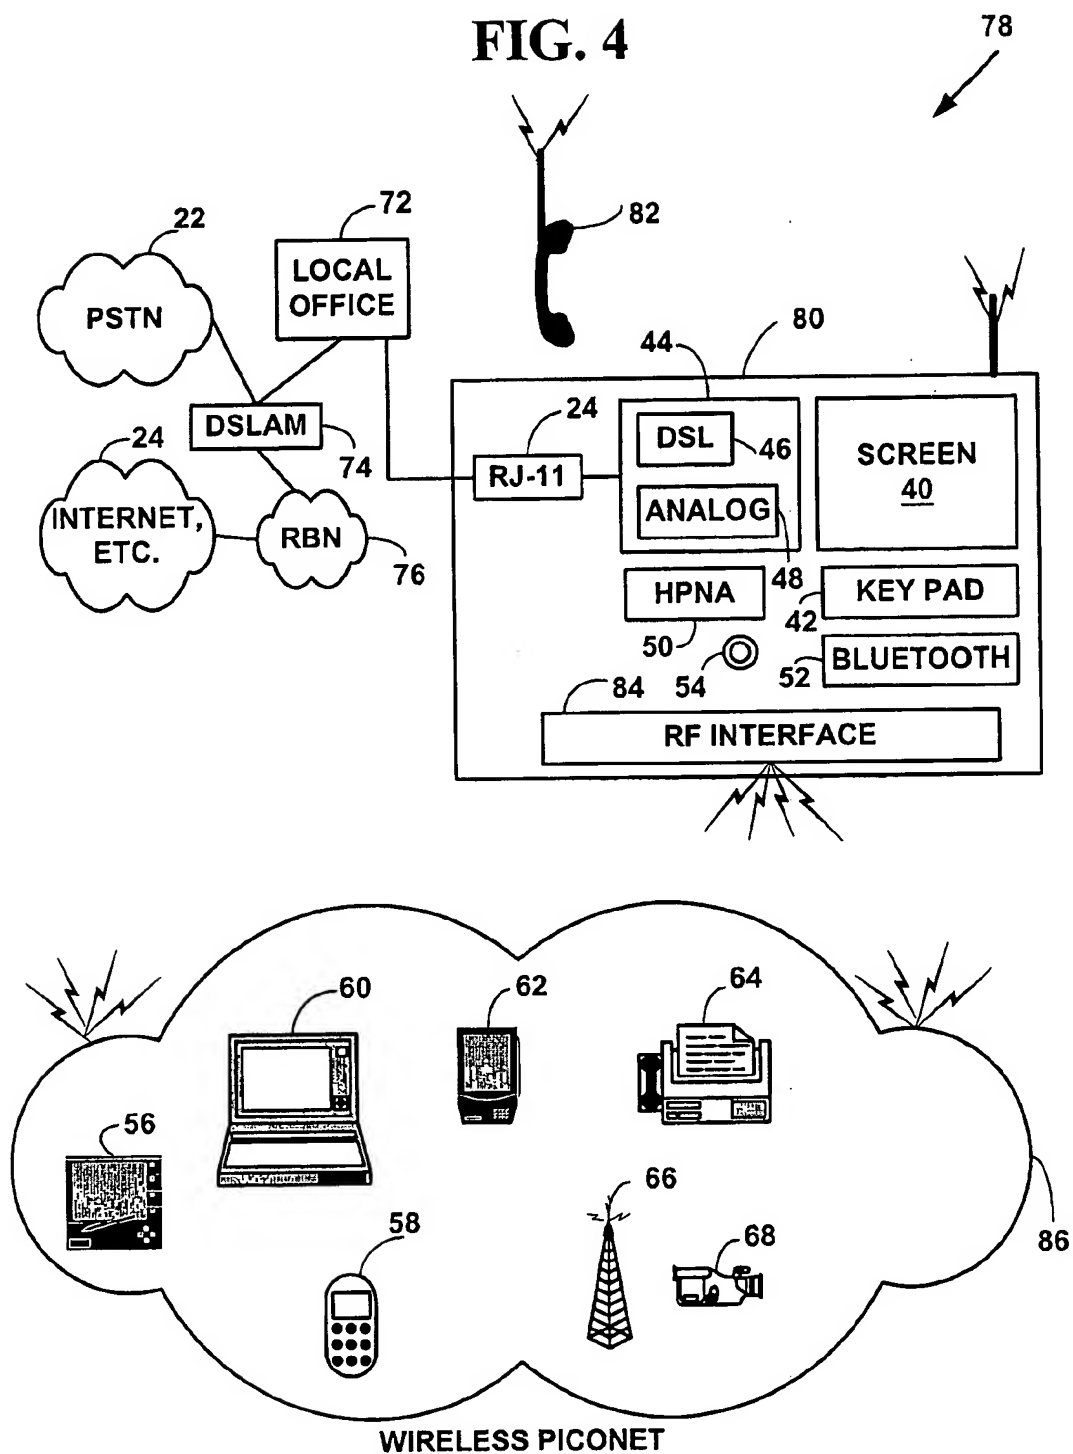 FIG. 4
78
82
72
22
LOCAL
OFFICE
PSTN
80
44
24
DSL
46
SCREEN
40
DSLAM
74
RJ-11
24
ANALOG
48
INTERNET,
ETC.
RBN
76
HPNA
50
KEY PAD
42
54
BLUETOOTH
52
84
RF INTERFACE
60
62
64
56
66
58
68
86
WIRELESS PICONET